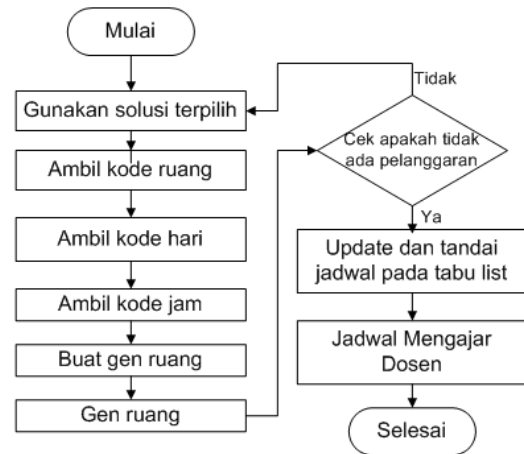 Mulai
Gunakan solusi terpilih
Ambil kode ruang
Ambil kode hari
Ambil kode jam
Buat gen ruang
Gen ruang
Tidak
Cek apakah tidak
ada pelanggaran
Ya
Update dan tandai
jadwal pada tabu list
Jadwal Mengajar
Dosen
Selesai